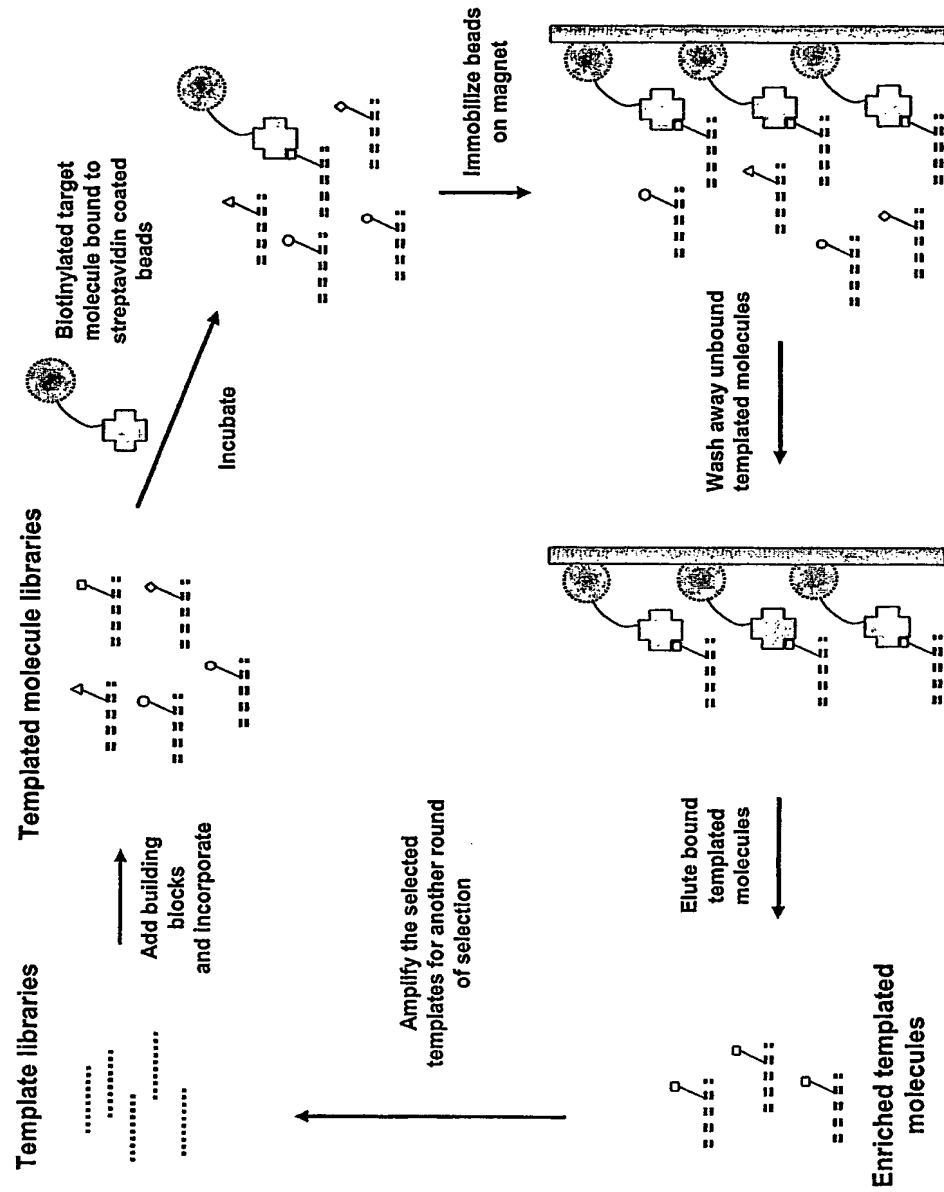 Template libraries
Add building
blocks
and incorporate
Templated molecule libraries
Biotinylated target
molecule bound to
streptavidin coated
beads
Incubate
Immobilize beads
on magnet
Wash away unbound
templated molecules
Elute bound
templated
molecules
Enriched templated
molecules
Amplify the selected
templates for another round
of selection